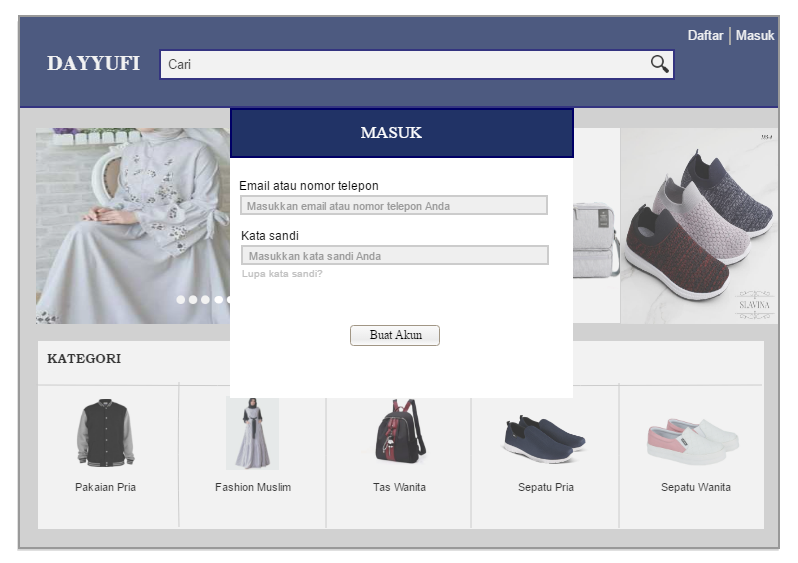 Daftar | Masuk
DAYYUFI
Cari
MASUK
Email atau nomor telepon
Masukkan email atau nomor telepon Anda
Kata sandi
Masukkan kata sandi Anda
Lupa kata sandi?
Buat Akun
SLAVINA
KATEGORI
Pakaian Pria
Fashion Muslim
Tas Wanita
Sepatu Pria
Sepatu Wanita